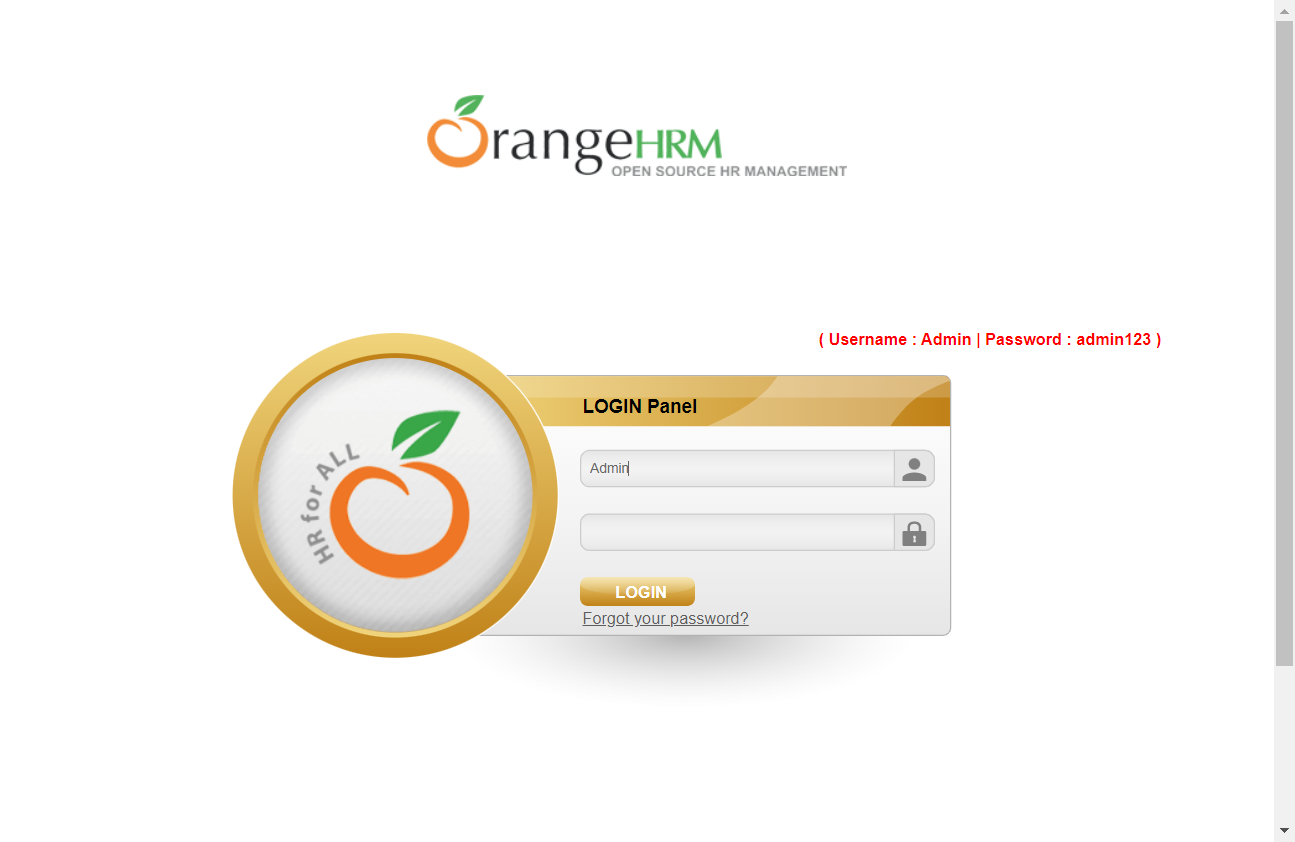 OrangeHRM
OPEN SOURCE HR MANAGEMENT
( Username : Admin | Password : admin123 )
LOGIN Panel
HR for ALL
Admin
LOGIN
Forgot your password?